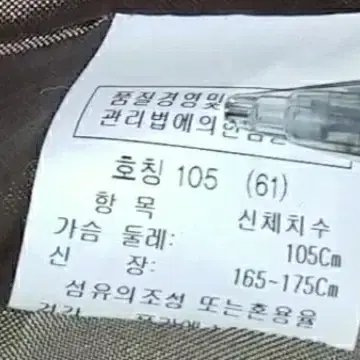 품질경영및
관리법에의한
호칭 105 (61)
항 목 신체치수
가슴 둘레: 105Cm
신 장: 165~175Cm
섬유의조성 또는혼용율